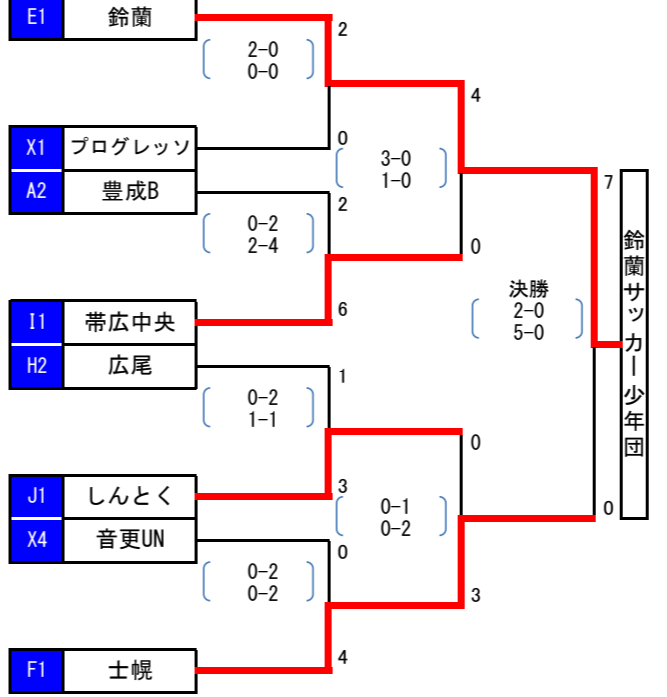 E1 鈴蘭
2
2-0
0-0
4
X1 プログレッソ
0
3-0
1-0
A2 豊成B
2
7
0-2
2-4
0
鈴蘭サッカー少年団
決勝
2-0
5-0
I1 帯広中央
6
H2 広尾
1
0-2
1-1
0
J1 しんとく
3
0-1
0-2
0
X4 音更UN
0
0-2
0-2
3
F1 士幌
4